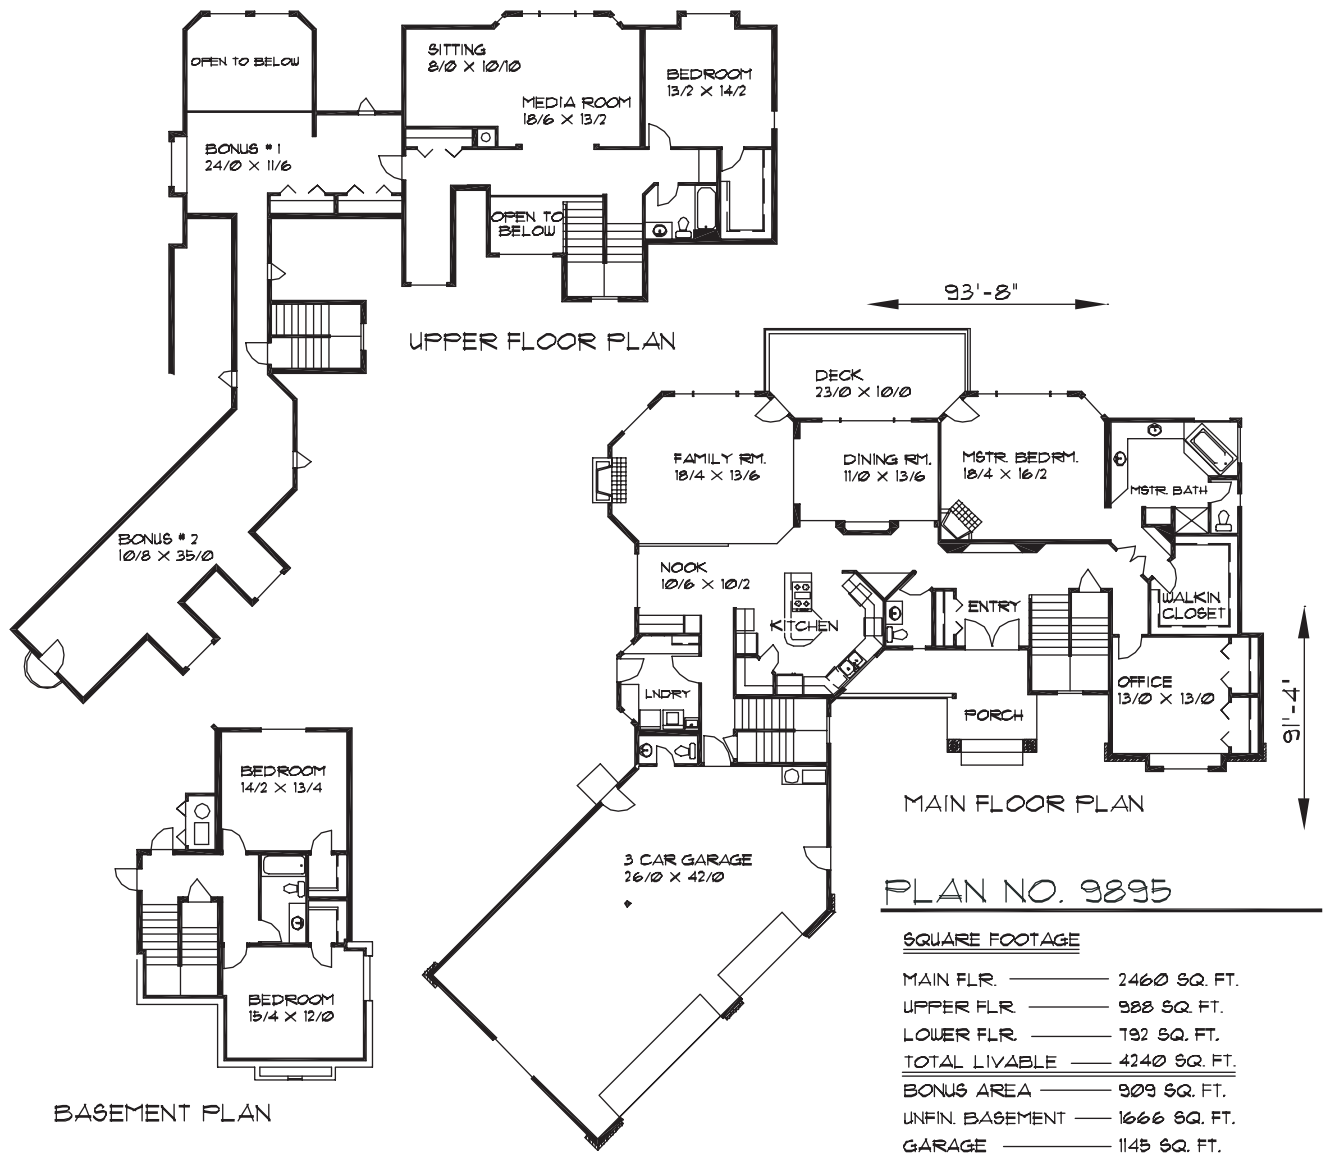 OPEN TO BELOW
SITTING
8/0 X 10/10
MEDIA ROOM
18/6 X 13/2
BEDROOM
13/2 X 14/2
BONUS #1
24/0 X 11/6
OPEN TO
BELOW
UPPER FLOOR PLAN
BONUS #2
10/8 X 35/0
93'-8"
DECK
23/0 X 10/0
FAMILY RM.
18/4 X 13/6
DINING RM.
11/0 X 13/6
MSTR. BEDRM.
18/4 X 16/2
MSTR. BATH
NOOK
10/6 X 10/2
KITCHEN
ENTRY
WALKIN
CLOSET
LNDRY
OFFICE
13/0 X 13/0
PORCH
91'-4'
MAIN FLOOR PLAN
3 CAR GARAGE
26/0 X 42/0
BEDROOM
14/2 X 13/4
BEDROOM
15/4 X 12/0
BASEMENT PLAN
PLAN NO. 9895
SQUARE FOOTAGE
MAIN FLR. 2460 SQ. FT.
UPPER FLR. 988 SQ. FT.
LOWER FLR. 792 SQ. FT.
TOTAL LIVABLE 4240 SQ. FT.
BONUS AREA 909 SQ. FT.
UNFIN. BASEMENT 1666 SQ. FT.
GARAGE 1145 SQ. FT.